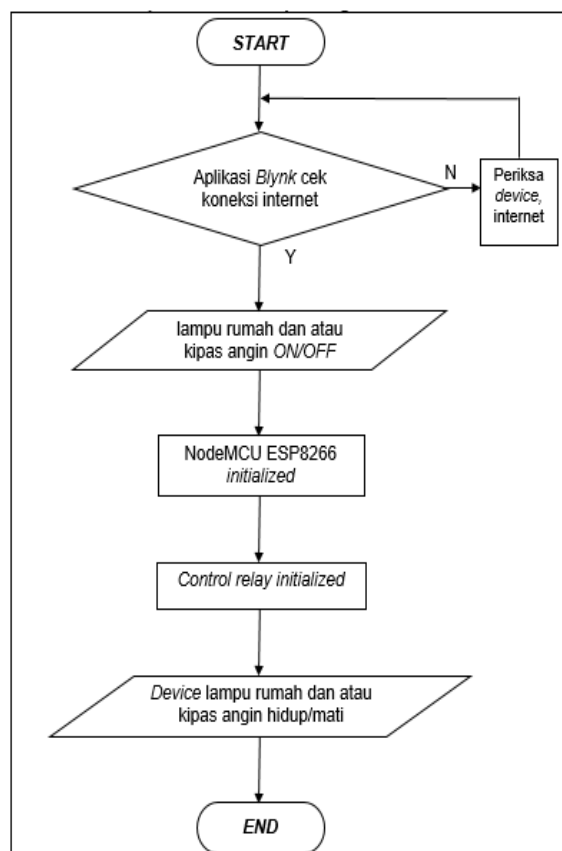 START
Aplikasi Blynk cek
koneksi internet
N
Periksa
device,
internet
Y
lampu rumah dan atau
kipas angin ON/OFF
NodeMCU ESP8266
initialized
Control relay initialized
Device lampu rumah dan atau
kipas angin hidup/mati
END